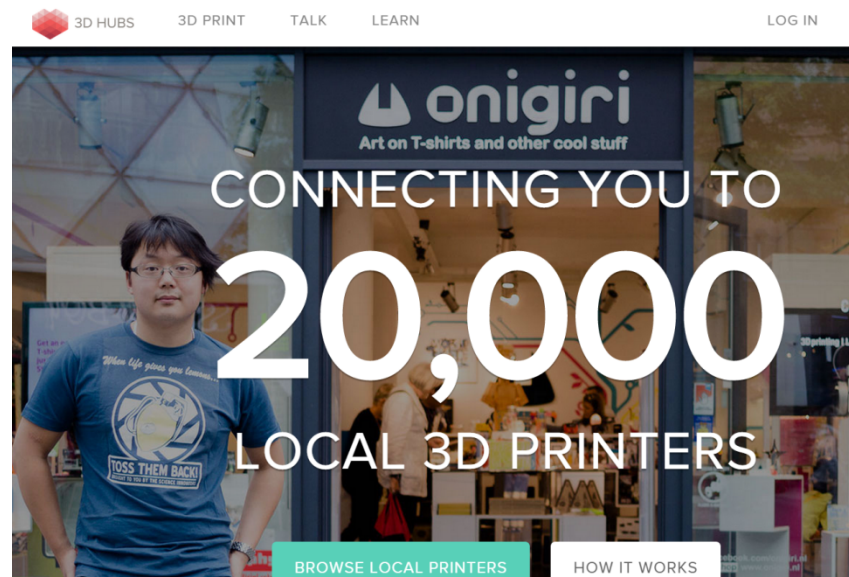 3D HUBS 3D PRINT TALK LEARN LOG IN
onigiri
Art on T-shirts and other cool stuff
CONNECTING YOU TO
20,000
LOCAL 3D PRINTERS
When life gives you lemons...
TOSS THEM BACK!
3Dprinting
BROWSE LOCAL PRINTERS HOW IT WORKS